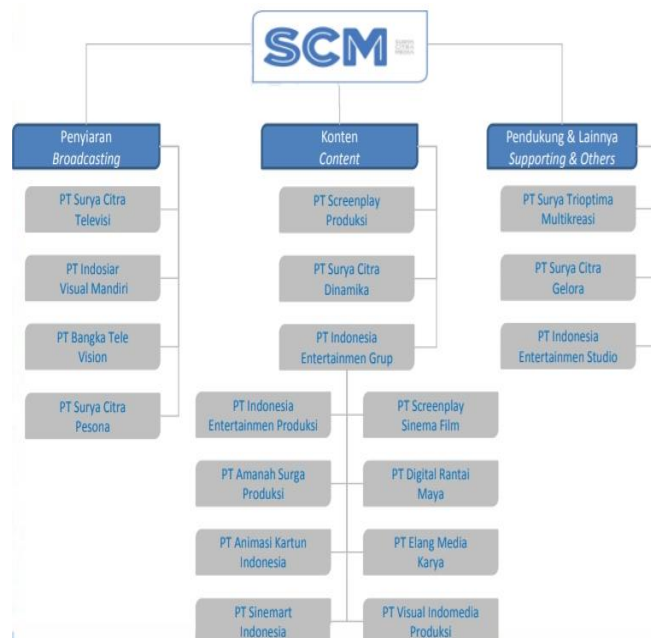 SCM
Penyiaran
Broadcasting
PT Surya Citra
Televisi
PT Indosiar
Visual Mandiri
PT Bangka Tele
Vision
PT Surya Citra
Pesona
Konten
Content
PT Screenplay
Produksi
PT Surya Citra
Dinamika
PT Indonesia
Entertainmen Grup
PT Indonesia
Entertainmen Produksi
PT Screenplay
Sinema Film
PT Amanah Surga
Produksi
PT Digital Rantai
Maya
PT Animasi Kartun
Indonesia
PT Elang Media
Karya
PT Sinemart
Indonesia
PT Visual Indomedia
Produksi
Pendukung & Lainnya
Supporting & Others
PT Surya Trioptima
Multikreasi
PT Surya Citra
Gelora
PT Indonesia
Entertainmen Studio